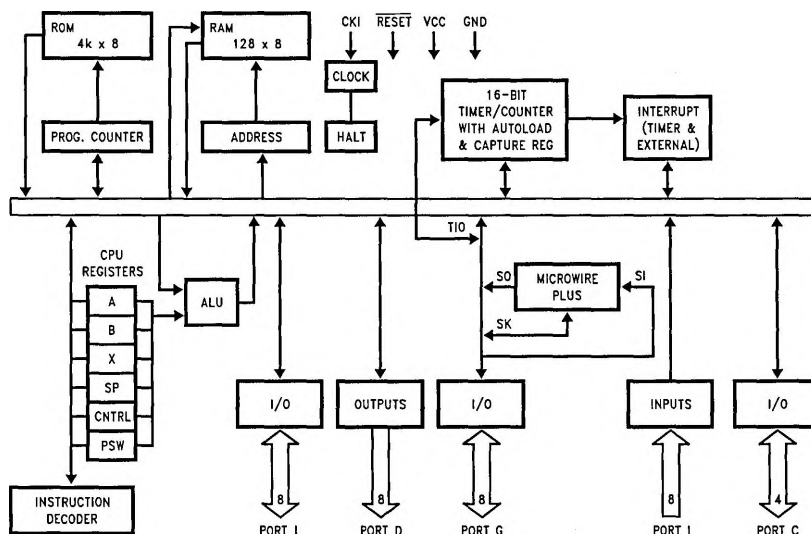 ROM
4k x 8
RAM
128 x 8
CKI
RESET
VCC
GND
CLOCK
HALT
PROG. COUNTER
ADDRESS
16-BIT
TIMER/COUNTER
WITH AUTOLOAD
& CAPTURE REG
INTERRUPT
(TIMER &
EXTERNAL)
TIO
CPU
REGISTERS
A
B
X
SP
CNTRL
PSW
ALU
SO
MICROWIRE
PLUS
SI
SK
I/O
OUTPUTS
I/O
INPUTS
I/O
INSTRUCTION
DECODER
8
8
8
8
4
PORT L
PORT D
PORT G
PORT I
PORT C